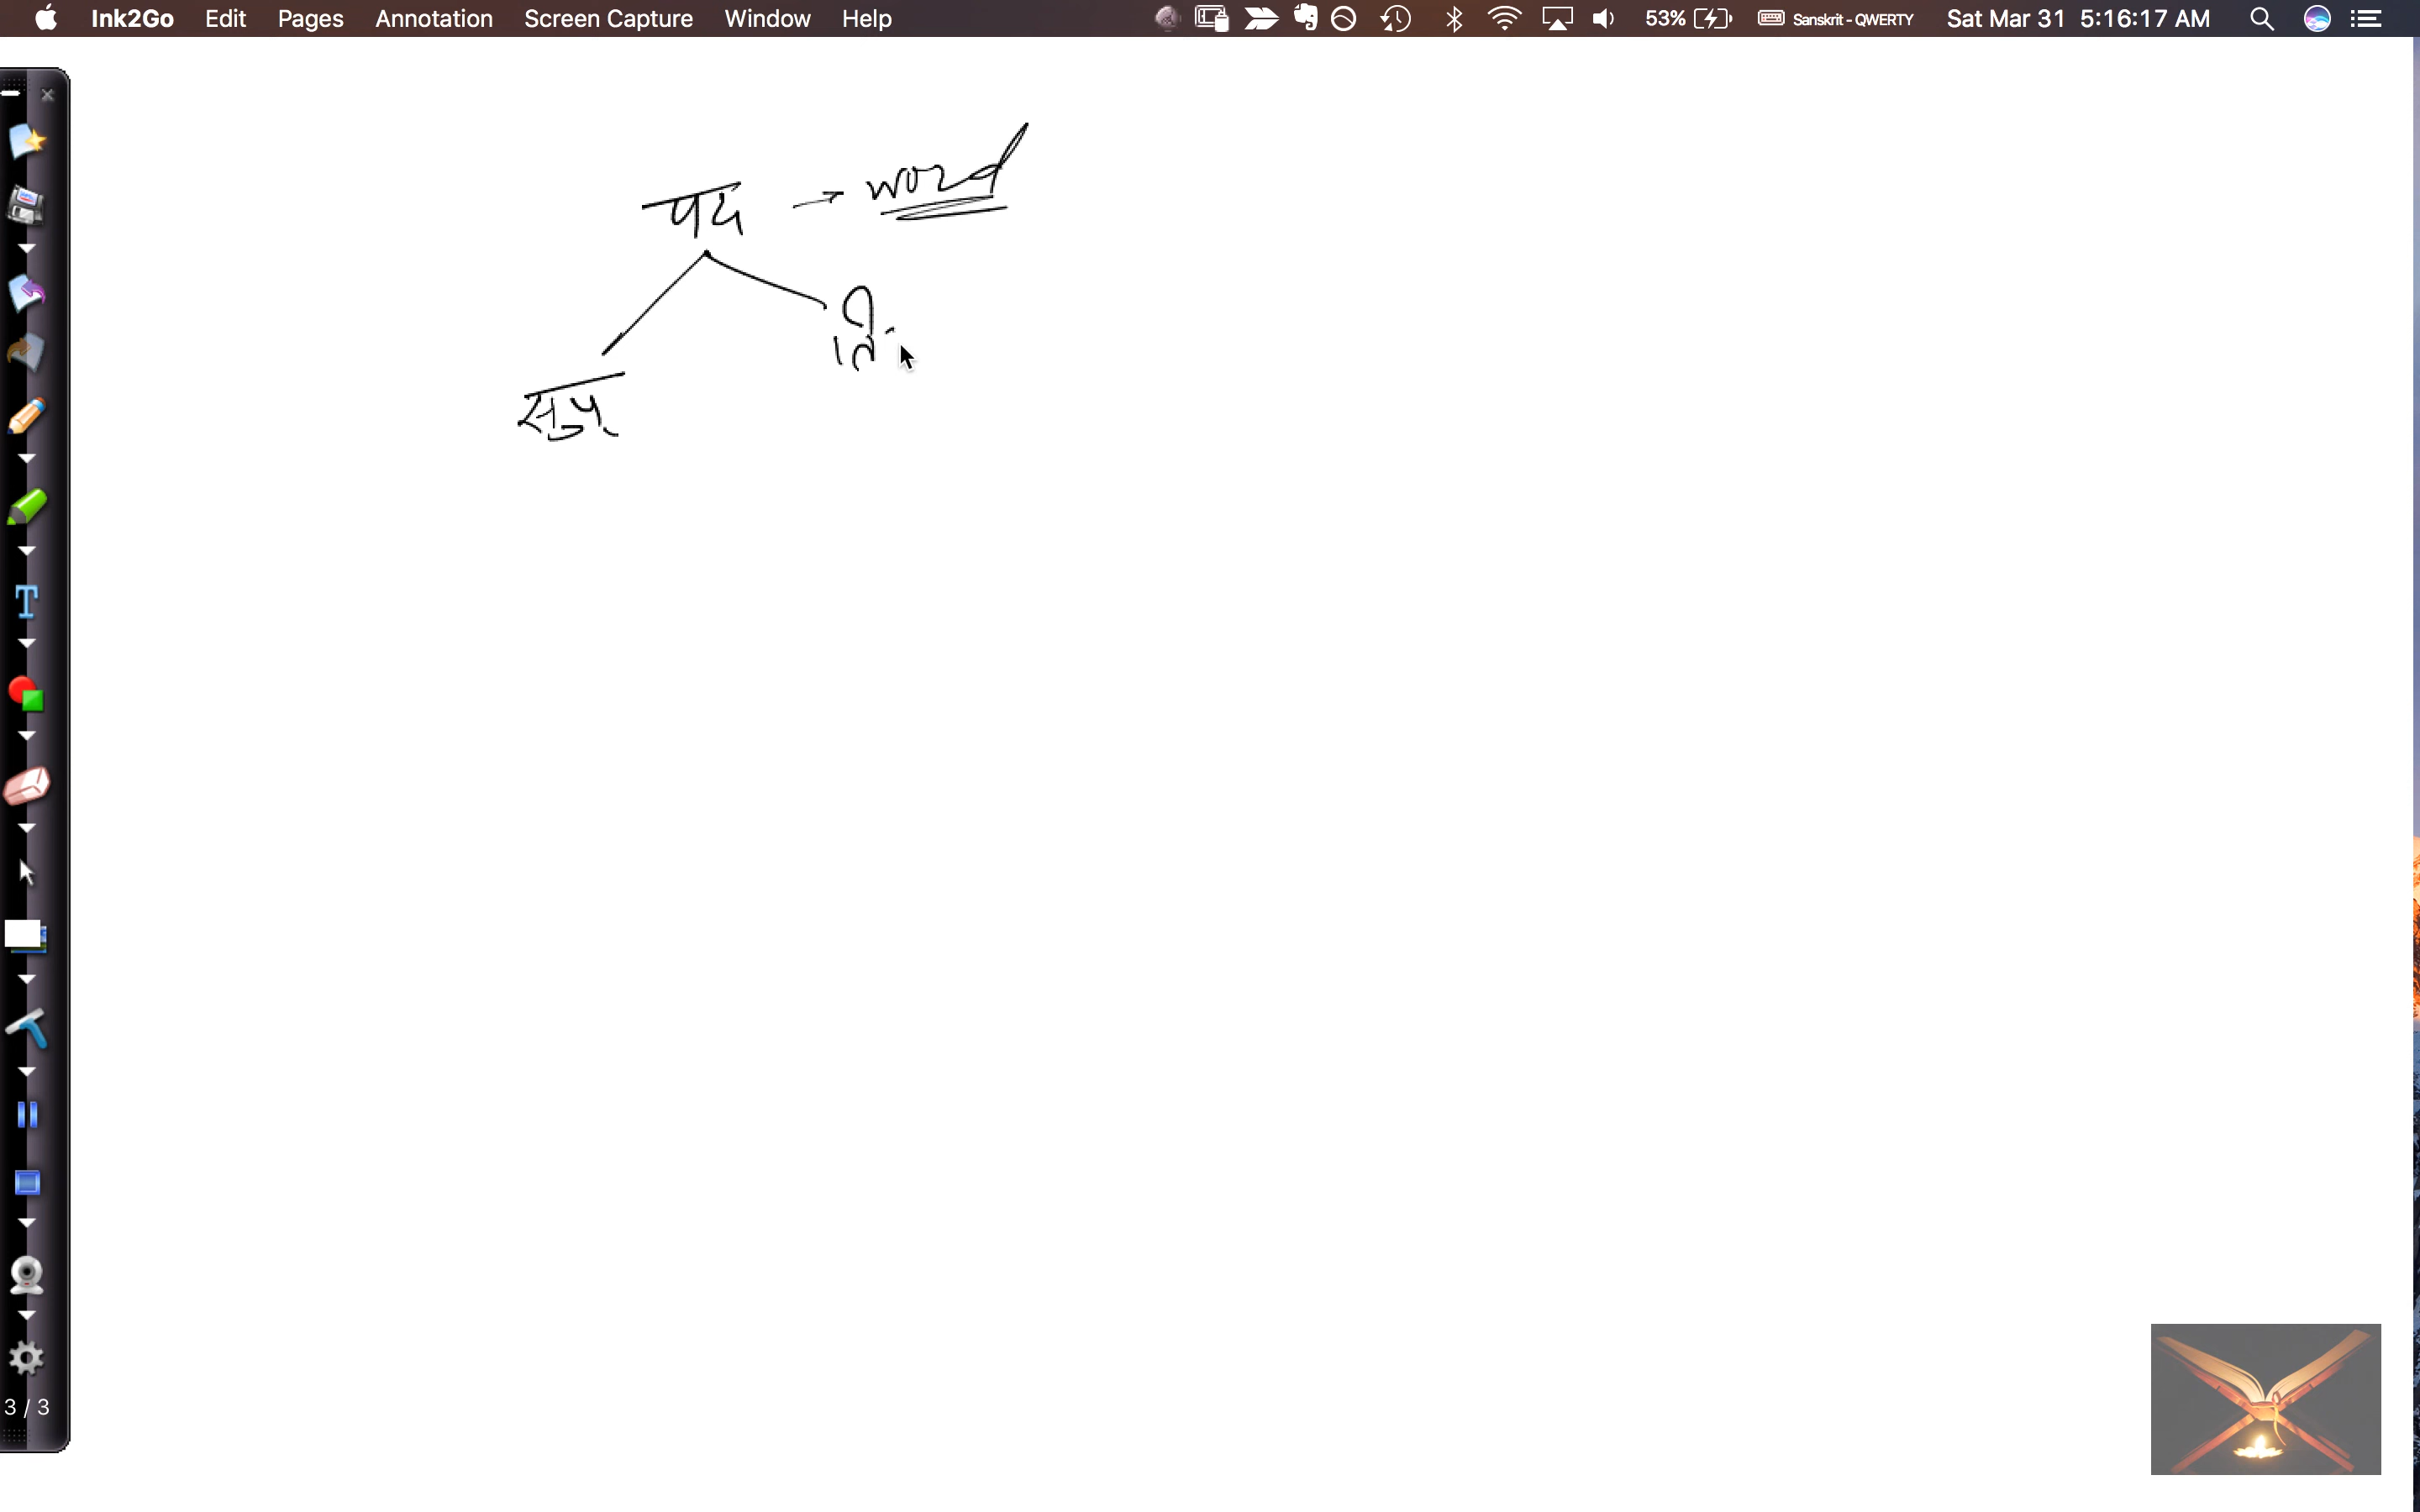 Ink2Go Edit Pages Annotation Screen Capture Window Help 53% Sanskrit - QWERTY Sat Mar 31 5:16:17 AM
पद → word
सुप्
T
3 / 3